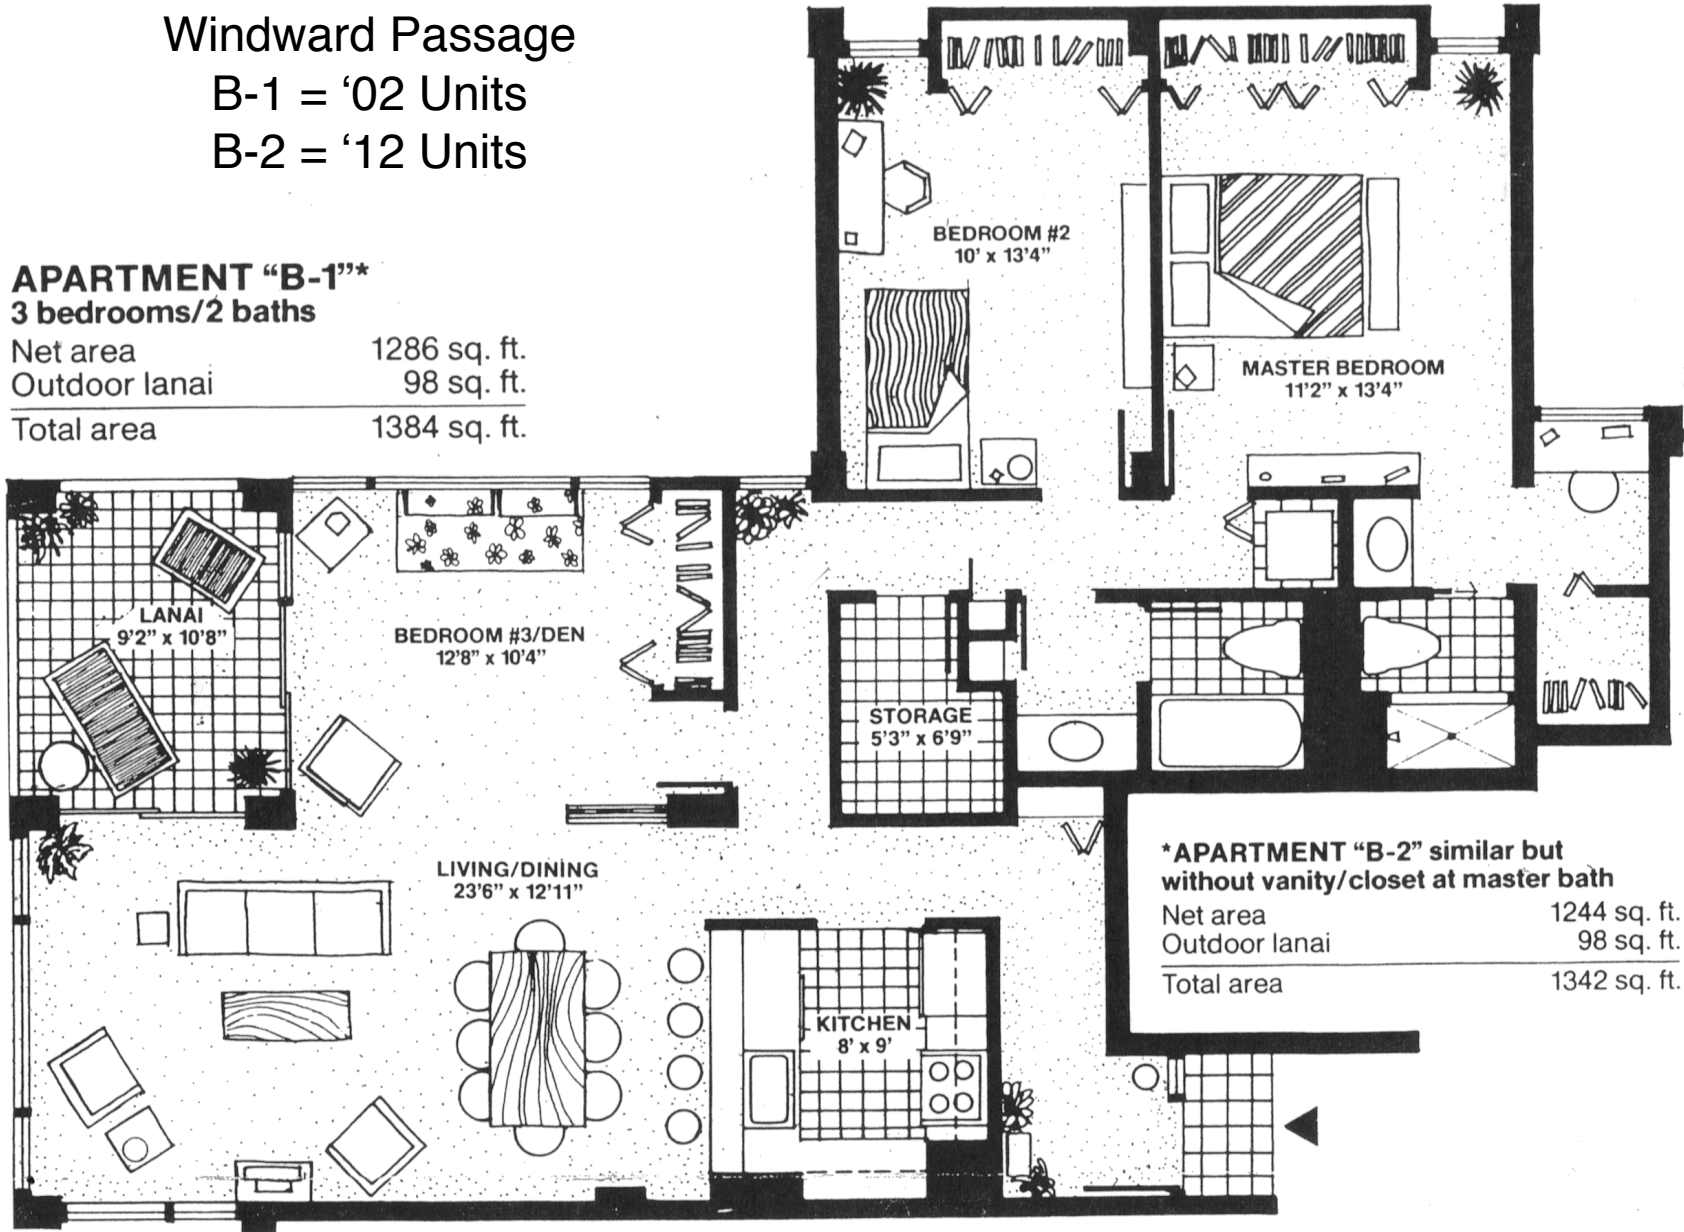 Windward Passage
B-1 = ‘02 Units
B-2 = ‘12 Units
APARTMENT “B-1”*
3 bedrooms/2 baths
Net area 1286 sq. ft.
Outdoor lanai 98 sq. ft.
Total area 1384 sq. ft.
BEDROOM #2
10' x 13'4"
MASTER BEDROOM
11'2" x 13'4"
LANAI
9'2" x 10'8"
BEDROOM #3/DEN
12'8" x 10'4"
STORAGE
5'3" x 6'9"
LIVING/DINING
23'6" x 12'11"
KITCHEN
8' x 9'
*APARTMENT “B-2” similar but
without vanity/closet at master bath
Net area 1244 sq. ft.
Outdoor lanai 98 sq. ft.
Total area 1342 sq. ft.